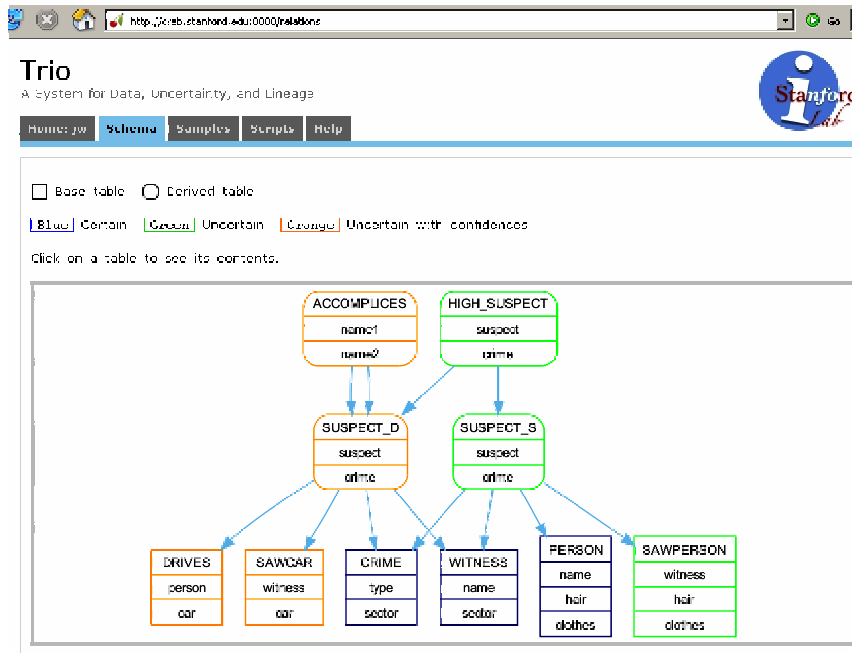 http://
.stanford.edu:0000/relations
Go
Trio
A System for Data, Uncertainty, and Lineage
Stanford
Home: jw Schema Samples Scripts Help
Base table Derived table
Blue Certain Green Uncertain Orange Uncertain with confidences
Click on a table to see its contents.
ACCOMPLICES HIGH_SUSPECT
name1 suspect
name2 crime
SUSPECT_D SUSPECT_S
suspect suspect
crime crime
DRIVES SAWCAR CRIME WITNESS PERSON SAWPERSON
person witness type name name witness
car car sector sector hair hair
clothes clothes